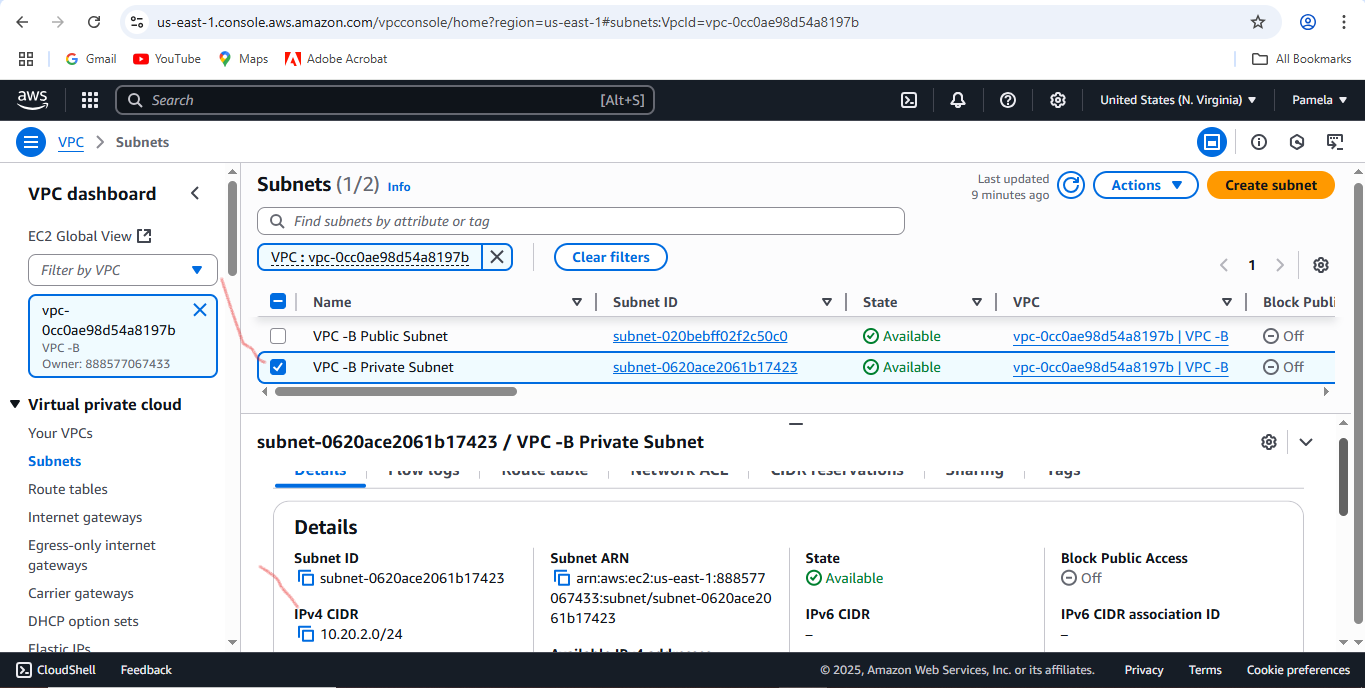 us-east-1.console.aws.amazon.com/vpcconsole/home?region=us-east-1#subnets:VpcId=vpc-0cc0ae98d54a8197b
Gmail YouTube Maps Adobe Acrobat All Bookmarks
aws Search [Alt+S] United States (N. Virginia) Pamela
VPC Subnets
VPC dashboard
EC2 Global View
Filter by VPC
vpc-
0cc0ae98d54a8197b
VPC -B
Owner: 888577067433
Virtual private cloud
Your VPCs
Subnets
Route tables
Internet gateways
Egress-only internet
gateways
Carrier gateways
DHCP option sets
Elastic IPs
Subnets (1/2) Info
Last updated
9 minutes ago
Actions
Create subnet
Find subnets by attribute or tag
VPC : vpc-0cc0ae98d54a8197b
Clear filters
1
Name Subnet ID State VPC Block Publi
VPC -B Public Subnet subnet-020bebff02f2c50c0 Available vpc-0cc0ae98d54a8197b | VPC -B Off
VPC -B Private Subnet subnet-0620ace2061b17423 Available vpc-0cc0ae98d54a8197b | VPC -B Off
subnet-0620ace2061b17423 / VPC -B Private Subnet
Details Flow logs Route table Network ACL CIDR reservations Sharing Tags
Details
Subnet ID
subnet-0620ace2061b17423
IPv4 CIDR
10.20.2.0/24
Subnet ARN
arn:aws:ec2:us-east-1:888577
067433:subnet/subnet-0620ace20
61b17423
Available IPv4 addresses
State
Available
IPv6 CIDR
–
Block Public Access
Off
IPv6 CIDR association ID
–
CloudShell Feedback © 2025, Amazon Web Services, Inc. or its affiliates. Privacy Terms Cookie preferences